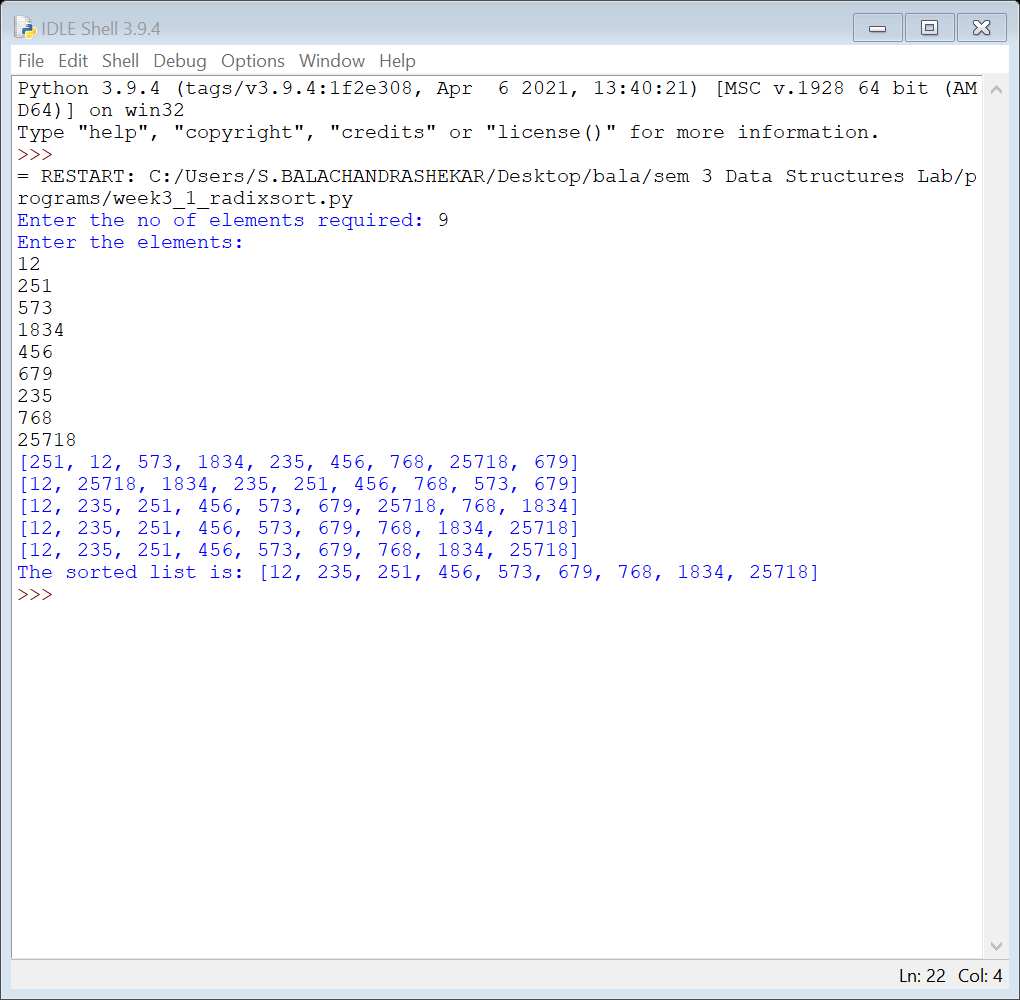 IDLE Shell 3.9.4
File Edit Shell Debug Options Window Help
Python 3.9.4 (tags/v3.9.4:1f2e308, Apr  6 2021, 13:40:21) [MSC v.1928 64 bit (AM
D64)] on win32
Type "help", "copyright", "credits" or "license()" for more information.
>>>
= RESTART: C:/Users/S.BALACHANDRASHEKAR/Desktop/bala/sem 3 Data Structures Lab/p
rograms/week3_1_radixsort.py
Enter the no of elements required: 9
Enter the elements:
12
251
573
1834
456
679
235
768
25718
[251, 12, 573, 1834, 235, 456, 768, 25718, 679]
[12, 25718, 1834, 235, 251, 456, 768, 573, 679]
[12, 235, 251, 456, 573, 679, 25718, 768, 1834]
[12, 235, 251, 456, 573, 679, 768, 1834, 25718]
[12, 235, 251, 456, 573, 679, 768, 1834, 25718]
The sorted list is: [12, 235, 251, 456, 573, 679, 768, 1834, 25718]
>>>
Ln: 22 Col: 4